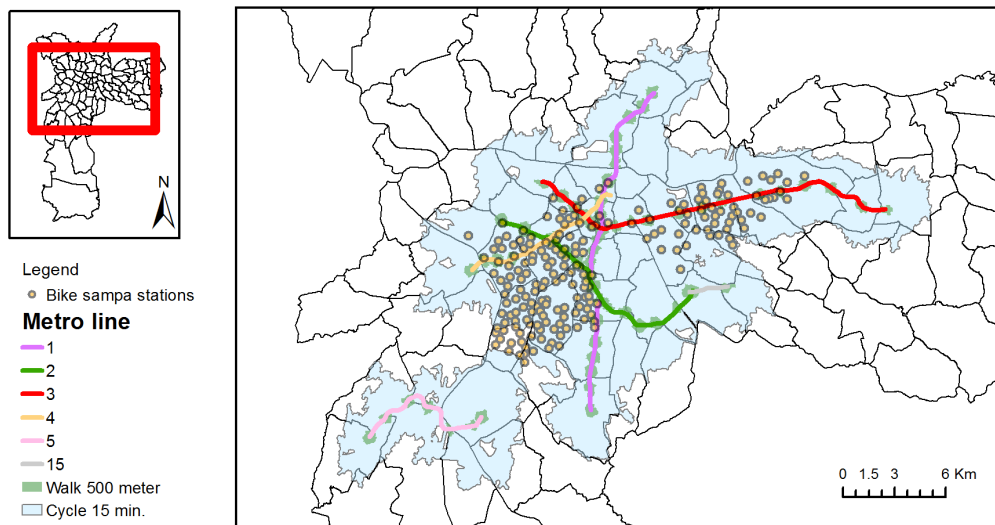 N
Legend
Bike sampa stations
Metro line
1
2
3
4
5
15
Walk 500 meter
Cycle 15 min.
0 1.5 3 6 Km